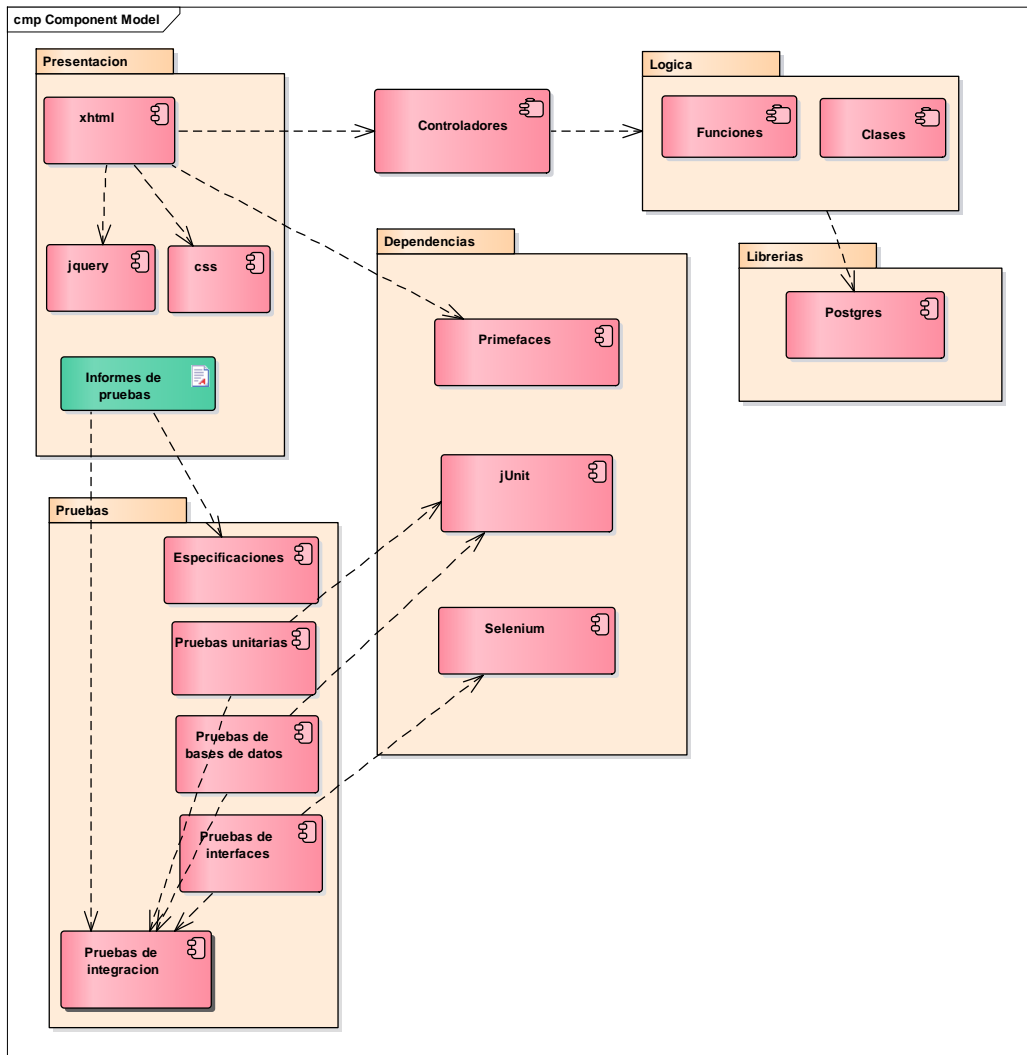 cmp Component Model
Presentacion
xhtml
jquery
css
Informes de
pruebas
Controladores
Logica
Funciones
Clases
Dependencias
Primefaces
jUnit
Selenium
Librerias
Postgres
Pruebas
Especificaciones
Pruebas unitarias
Pruebas de
bases de datos
Pruebas de
interfaces
Pruebas de
integracion